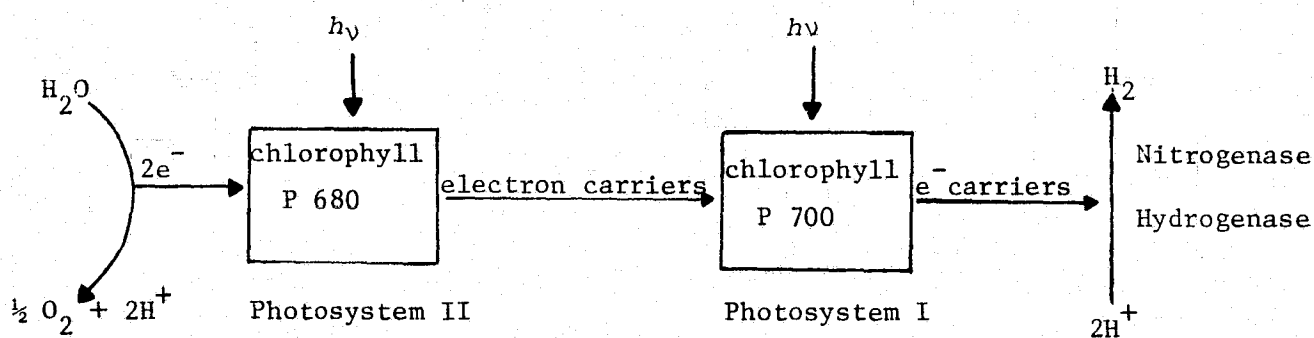 hν
hν
H2O
H2
chlorophyll
P 680
chlorophyll
P 700
2e-
electron carriers
e- carriers
Nitrogenase
Hydrogenase
½ O2 + 2H+
Photosystem II
Photosystem I
2H+